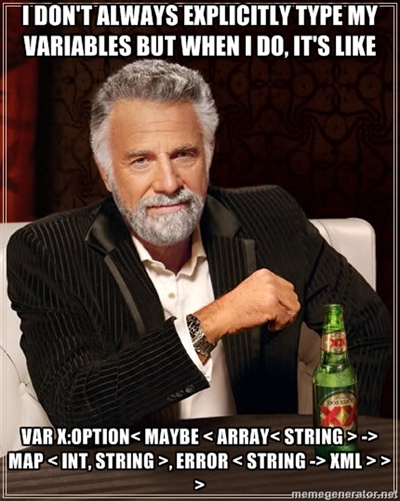 I DON'T ALWAYS EXPLICITLY TYPE MY
VARIABLES BUT WHEN I DO, IT'S LIKE
XX
VAR X:OPTION< MAYBE < ARRAY< STRING > ->
MAP < INT, STRING >, ERROR < STRING -> XML > >
>
memegenerator.net